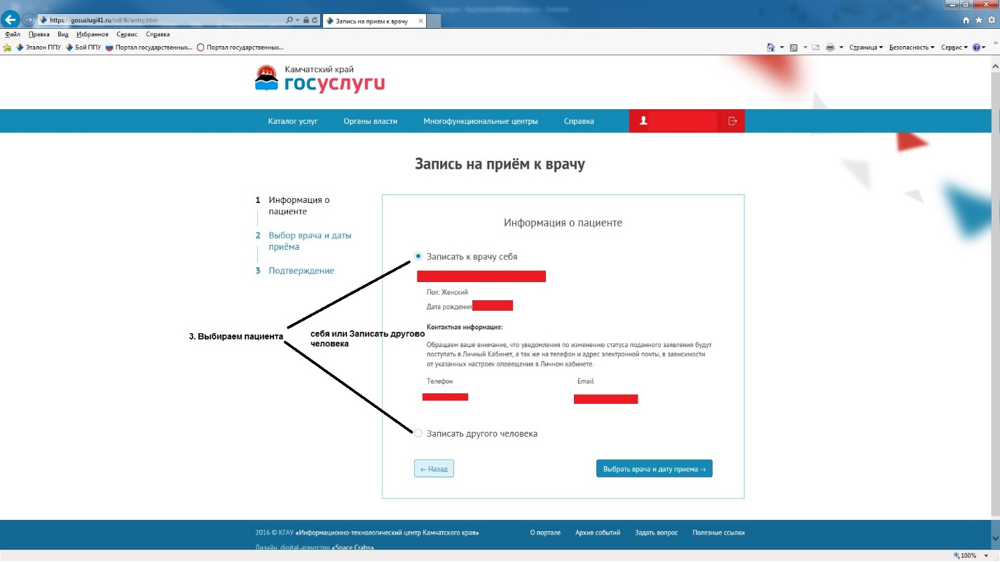 https://gosuslugi41.ru/nd/lk/entry.htm
Запись на прием к врачу
Файл Правка Вид Избранное Сервис Справка
Эталон ППУ Бой ППУ Портал государственных... Портал государственных...
Страница Безопасность Сервис
Камчатский край
госуслуги
Каталог услуг Органы власти Многофункциональные центры Справка
Запись на приём к врачу
1 Информация о
пациенте
2 Выбор врача и даты
приёма
3 Подтверждение
Информация о пациенте
Записать к врачу себя
Пол: Женский
Дата рождения
Контактная информация:
3. Выбираем пациента
себя или Записать другово
человека
Обращаем ваше внимание, что уведомления по изменению статуса поданного заявления будут
поступать в Личный Кабинет, а так же на телефон и адрес электронной почты, в зависимости
от указанных настроек оповещения в Личном кабинете.
Телефон Email
Записать другого человека
← Назад
Выбрать врача и дату приема →
2016 © КГАУ «Информационно-технологический центр Камчатского края»
О портале Архив событий Задать вопрос Полезные ссылки
Дизайн: digital-агентство «Space Crabs»
100%